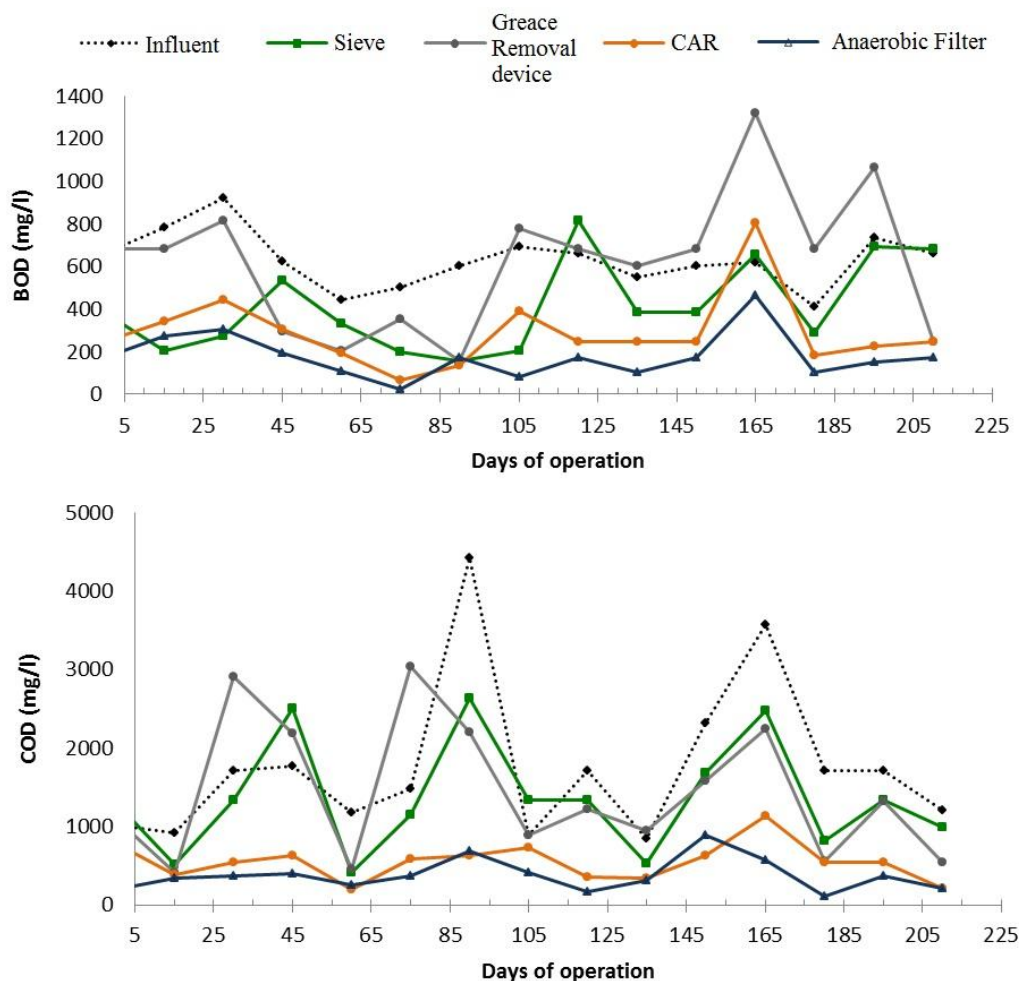 Influent
Sieve
Greace
Removal
device
CAR
Anaerobic Filter
1400
1200
1000
800
600
400
200
0
BOD (mg/l)
5 25 45 65 85 105 125 145 165 185 205 225
Days of operation
5000
4000
3000
2000
1000
0
COD (mg/l)
5 25 45 65 85 105 125 145 165 185 205 225
Days of operation